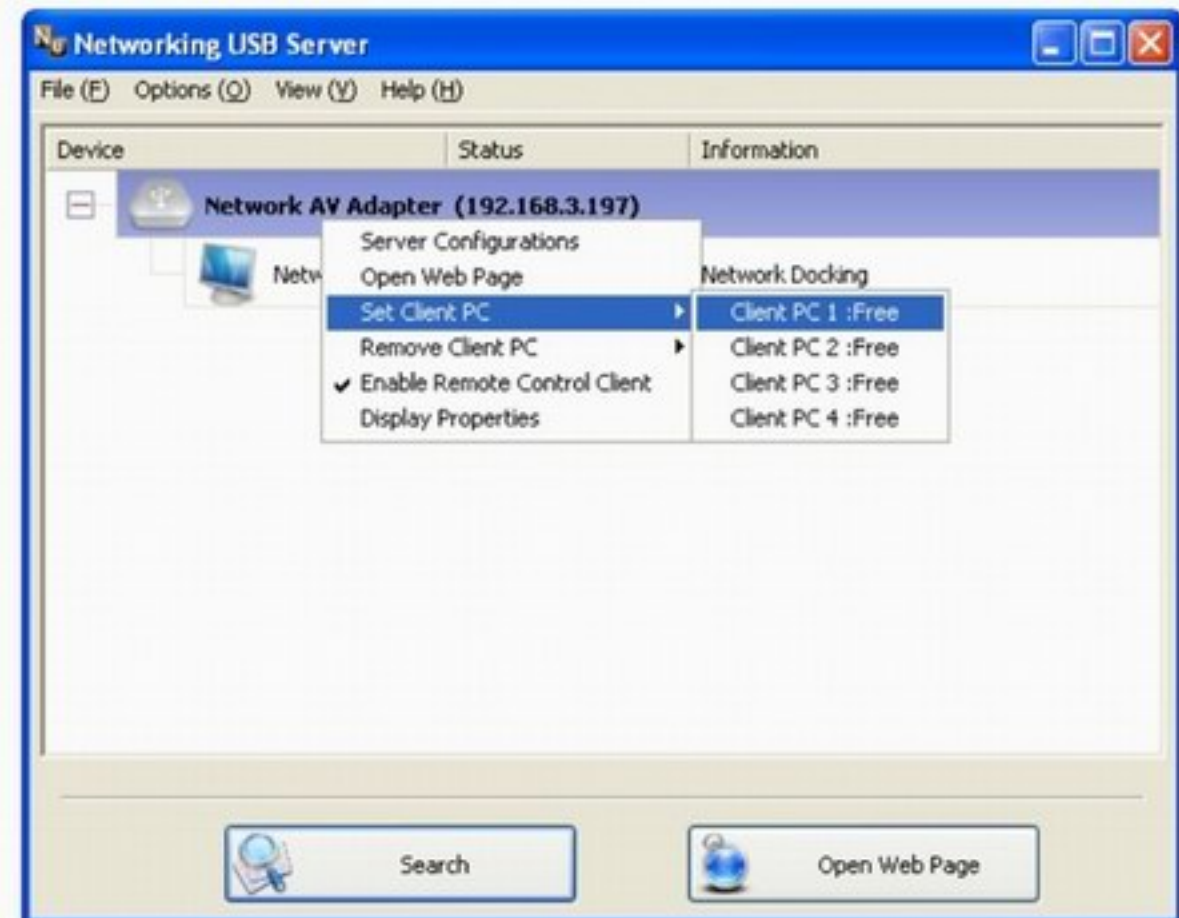 Nu Networking USB Server
File (F) Options (O) View (V) Help (H)
Device Status Information
Network AV Adapter (192.168.3.197)
Server Configurations
Netw Open Web Page Network Docking
Set Client PC Client PC 1 :Free
Remove Client PC Client PC 2 :Free
Enable Remote Control Client Client PC 3 :Free
Display Properties Client PC 4 :Free
Search Open Web Page